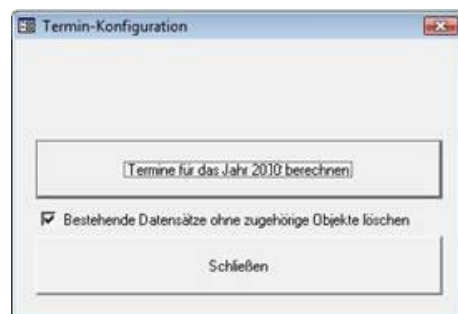 Termin-Konfiguration
Termine für das Jahr 2010 berechnen
Bestehende Datensätze ohne zugehörige Objekte löschen
Schließen